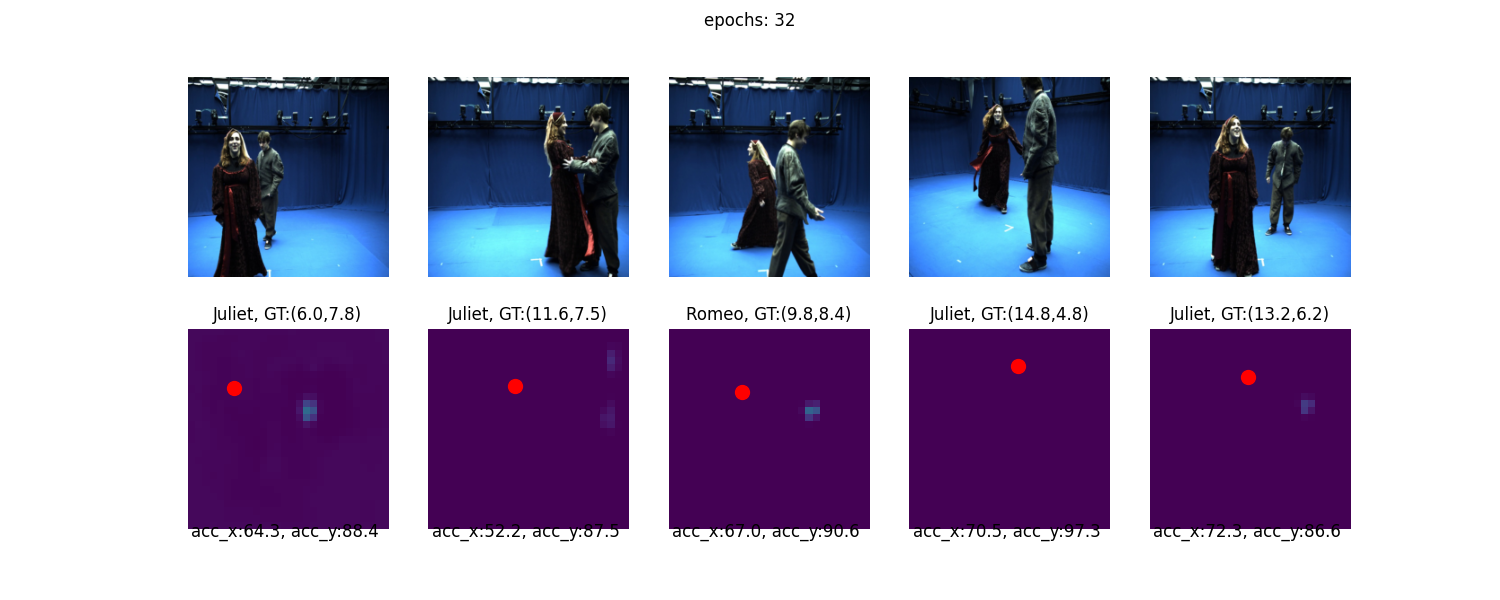 epochs: 32
Juliet, GT:(6.0,7.8)
Juliet, GT:(11.6,7.5)
Romeo, GT:(9.8,8.4)
Juliet, GT:(14.8,4.8)
Juliet, GT:(13.2,6.2)
acc_x:64.3, acc_y:88.4
acc_x:52.2, acc_y:87.5
acc_x:67.0, acc_y:90.6
acc_x:70.5, acc_y:97.3
acc_x:72.3, acc_y:86.6